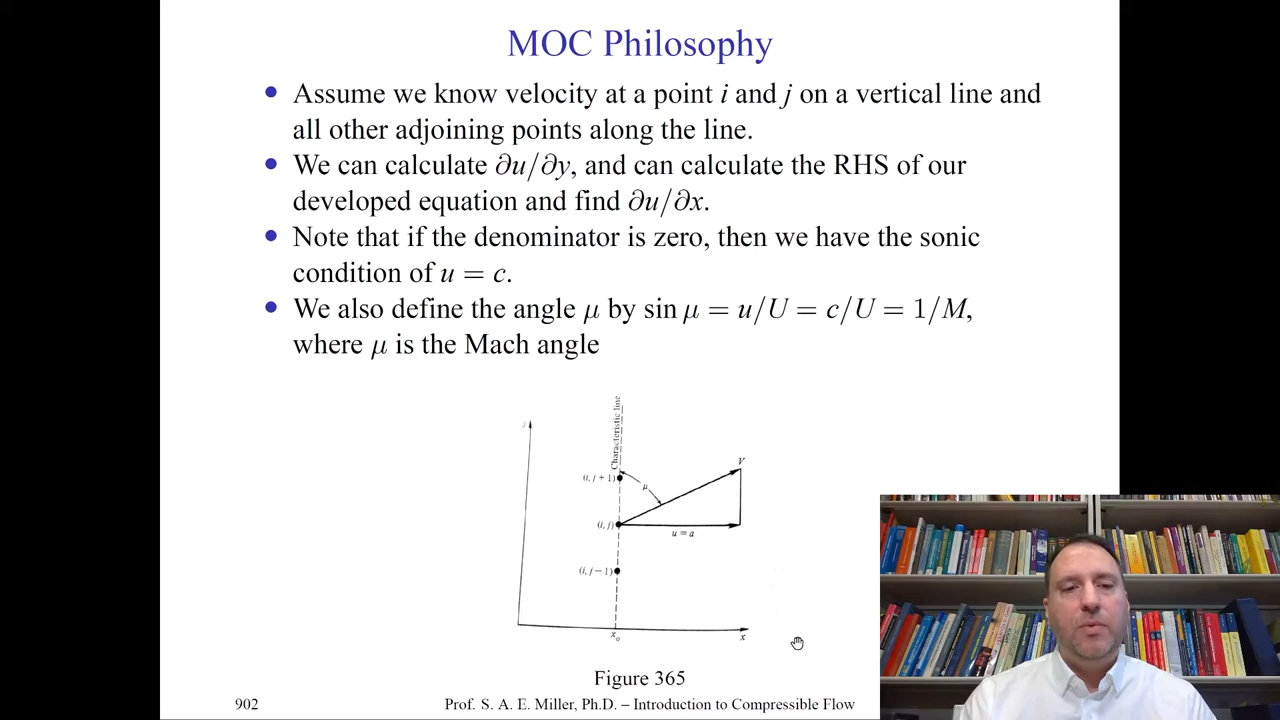 MOC Philosophy
• Assume we know velocity at a point i and j on a vertical line and
all other adjoining points along the line.
• We can calculate ∂u/∂y, and can calculate the RHS of our
developed equation and find ∂u/∂x.
• Note that if the denominator is zero, then we have the sonic
condition of u = c.
• We also define the angle μ by sin μ = u/U = c/U = 1/M,
where μ is the Mach angle
Characteristic line
y
V
(i, j + 1)
μ
(i, j)
u = a
(i, j − 1)
x₀
x
Figure 365
902
Prof. S. A. E. Miller, Ph.D. – Introduction to Compressible Flow